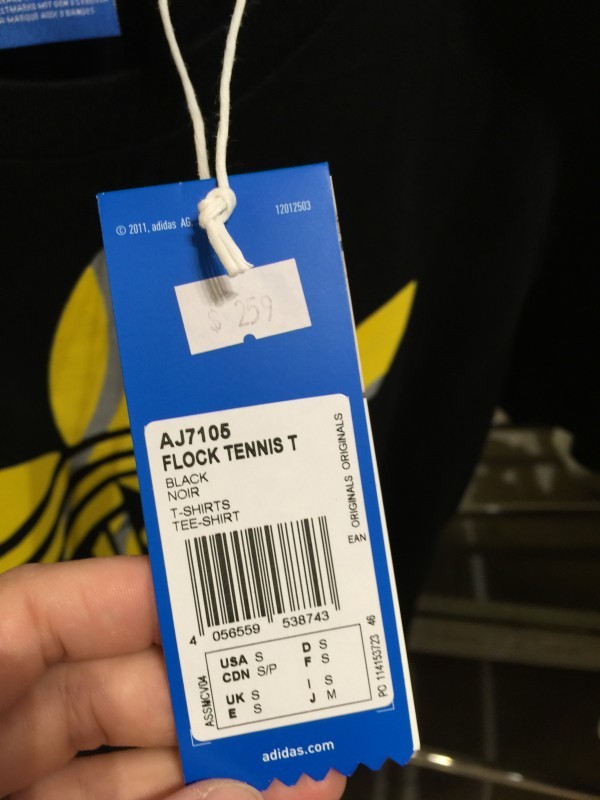 © 2011, adidas AG.
12012503
$ 259
AJ7105
FLOCK TENNIS T
BLACK
NOIR
T-SHIRTS
TEE-SHIRT
ORIGINALS ORIGINALS
EAN
4 056559 538743
USA S D S
CDN S/P F S
UK S I S
E S J M
ASSMCV04
PO 114153723 46
adidas.com